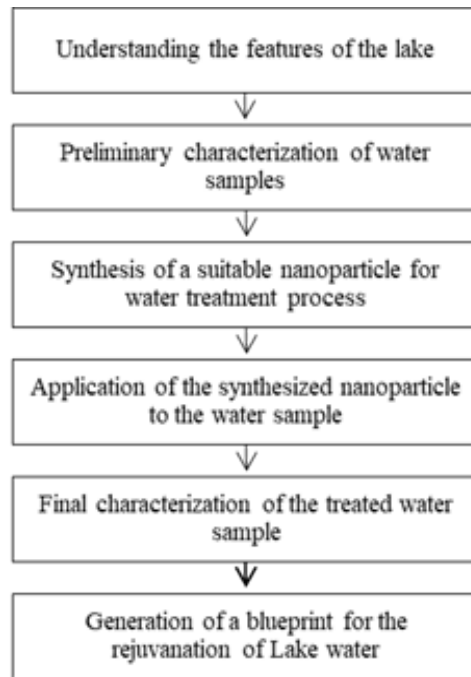 Understanding the features of the lake
Preliminary characterization of water
samples
Synthesis of a suitable nanoparticle for
water treatment process
Application of the synthesized nanoparticle
to the water sample
Final characterization of the treated water
sample
Generation of a blueprint for the
rejuvanation of Lake water